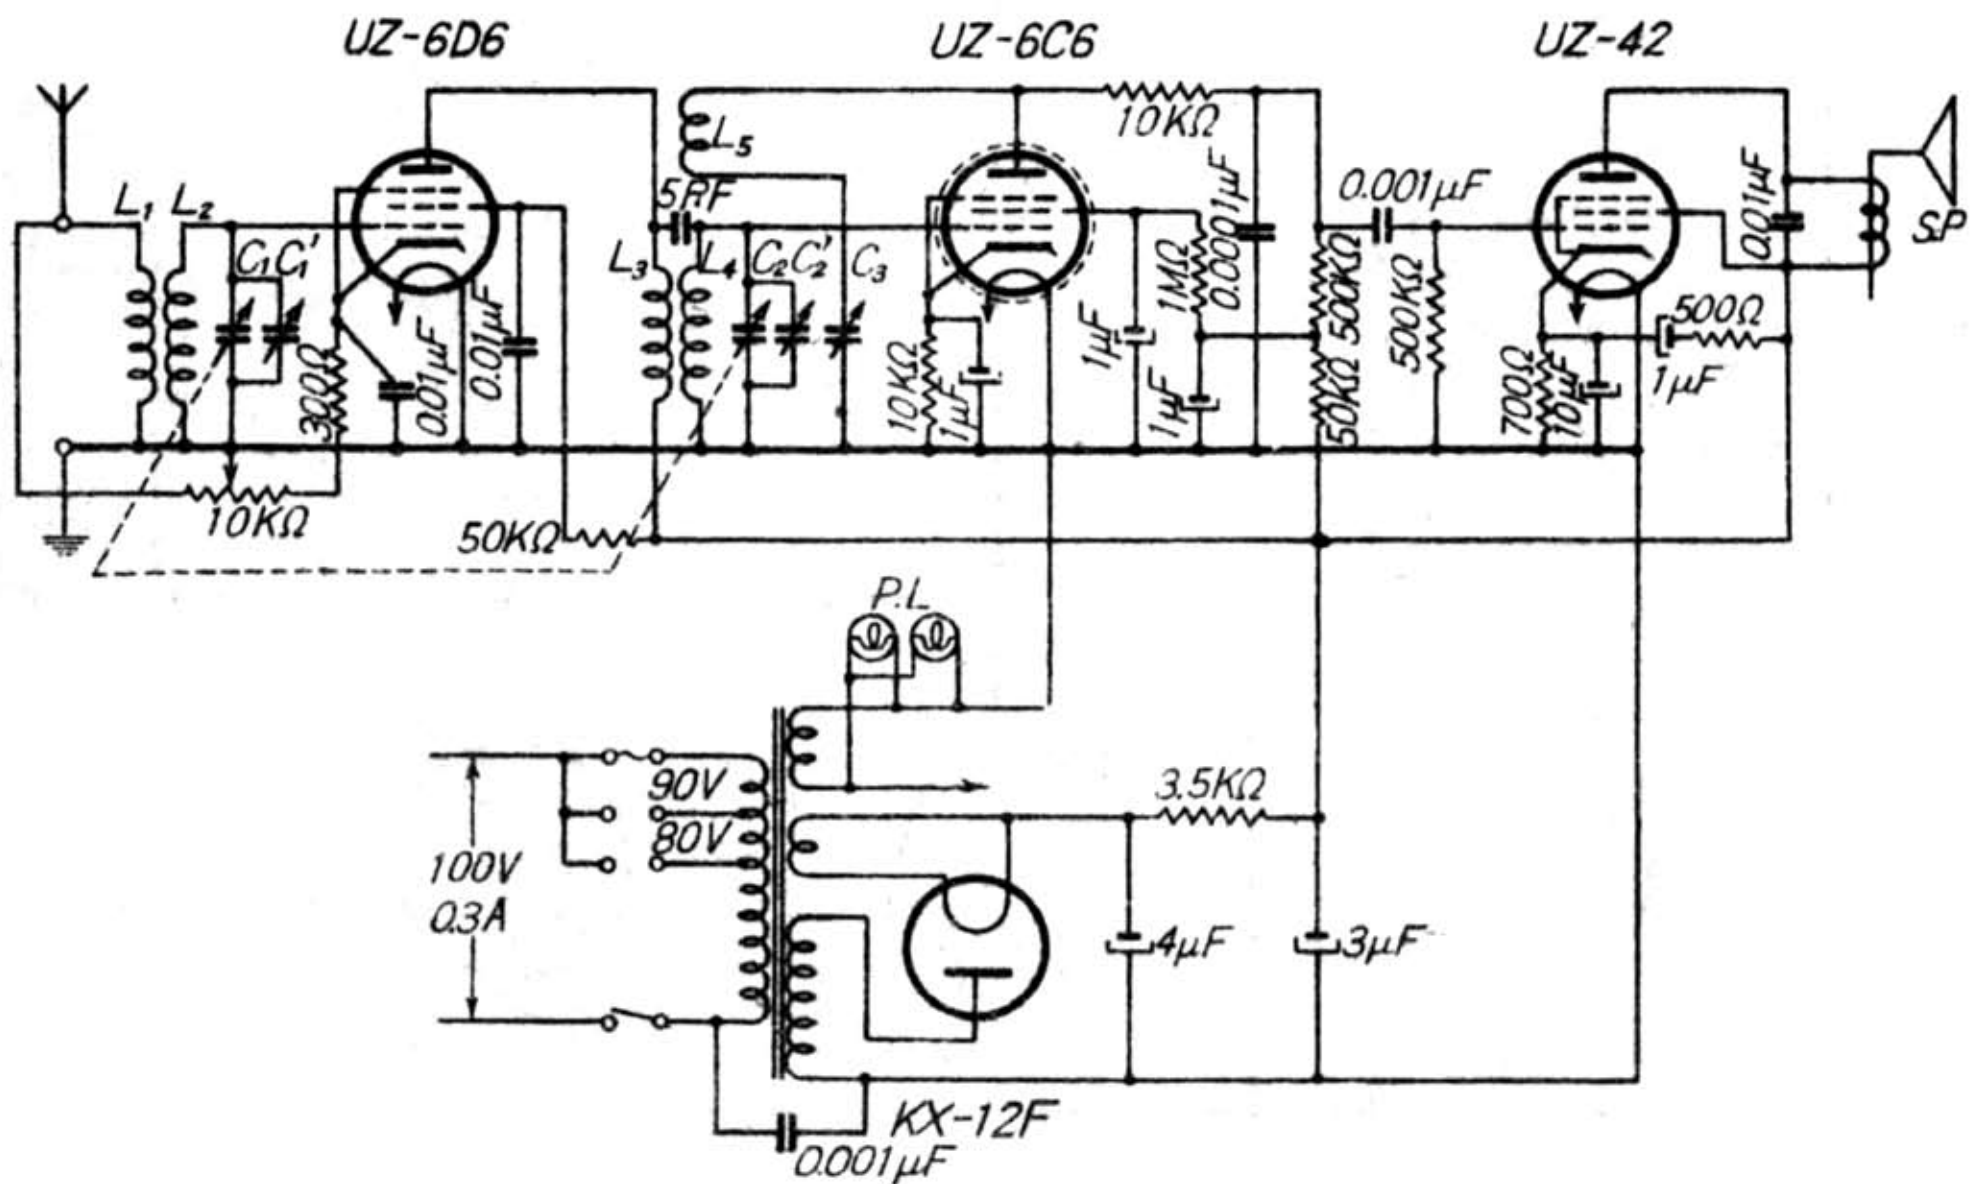 UZ-6D6
UZ-6C6
UZ-42
L₁
L₂
C₁
C₁'
300Ω
0.01μF
0.01μF
10KΩ
50KΩ
L₃
L₄
L₅
5PF
C₂
C₂'
C₃
10KΩ
1μF
10KΩ
1μF
1MΩ
1μF
0.0001μF
500KΩ
50KΩ
0.001μF
500KΩ
700Ω
10μF
500Ω
1μF
0.01μF
S.P
P.L
90V
80V
100V
0.3A
3.5KΩ
4μF
3μF
KX-12F
0.001μF